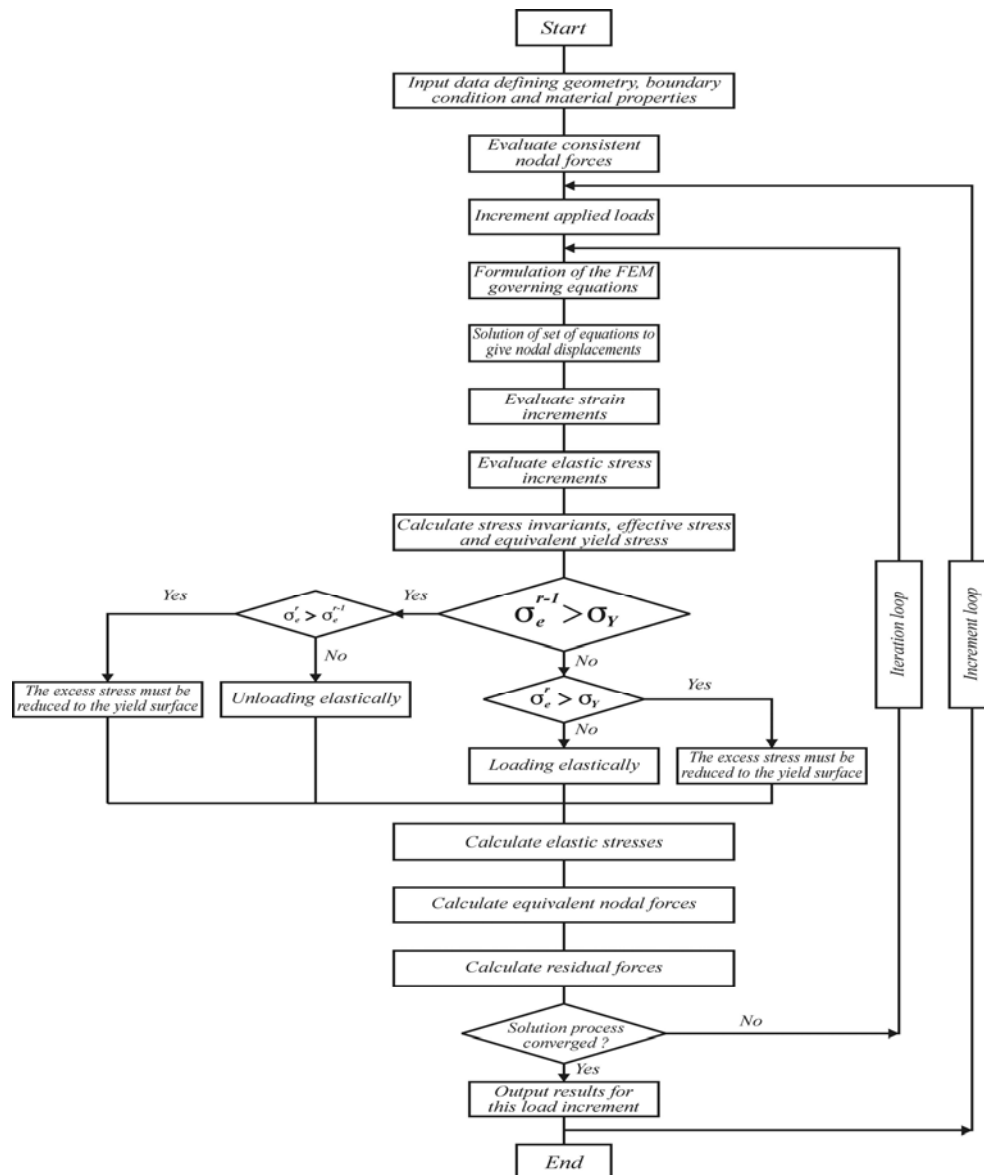 Start
Input data defining geometry, boundary
condition and material properties
Evaluate consistent
nodal forces
Increment applied loads
Formulation of the FEM
governing equations
Solution of set of equations to
give nodal displacements
Evaluate strain
increments
Evaluate elastic stress
increments
Calculate stress invariants, effective stress
and equivalent yield stress
Yes
σ_e^r > σ_e^{r-1}
Yes
σ_e^{r-1} > σ_Y
No
No
The excess stress must be
reduced to the yield surface
Unloading elastically
σ_e^r > σ_Y
Yes
No
Loading elastically
The excess stress must be
reduced to the yield surface
Iteration loop
Increment loop
Calculate elastic stresses
Calculate equivalent nodal forces
Calculate residual forces
Solution process
converged ?
No
Yes
Output results for
this load increment
End